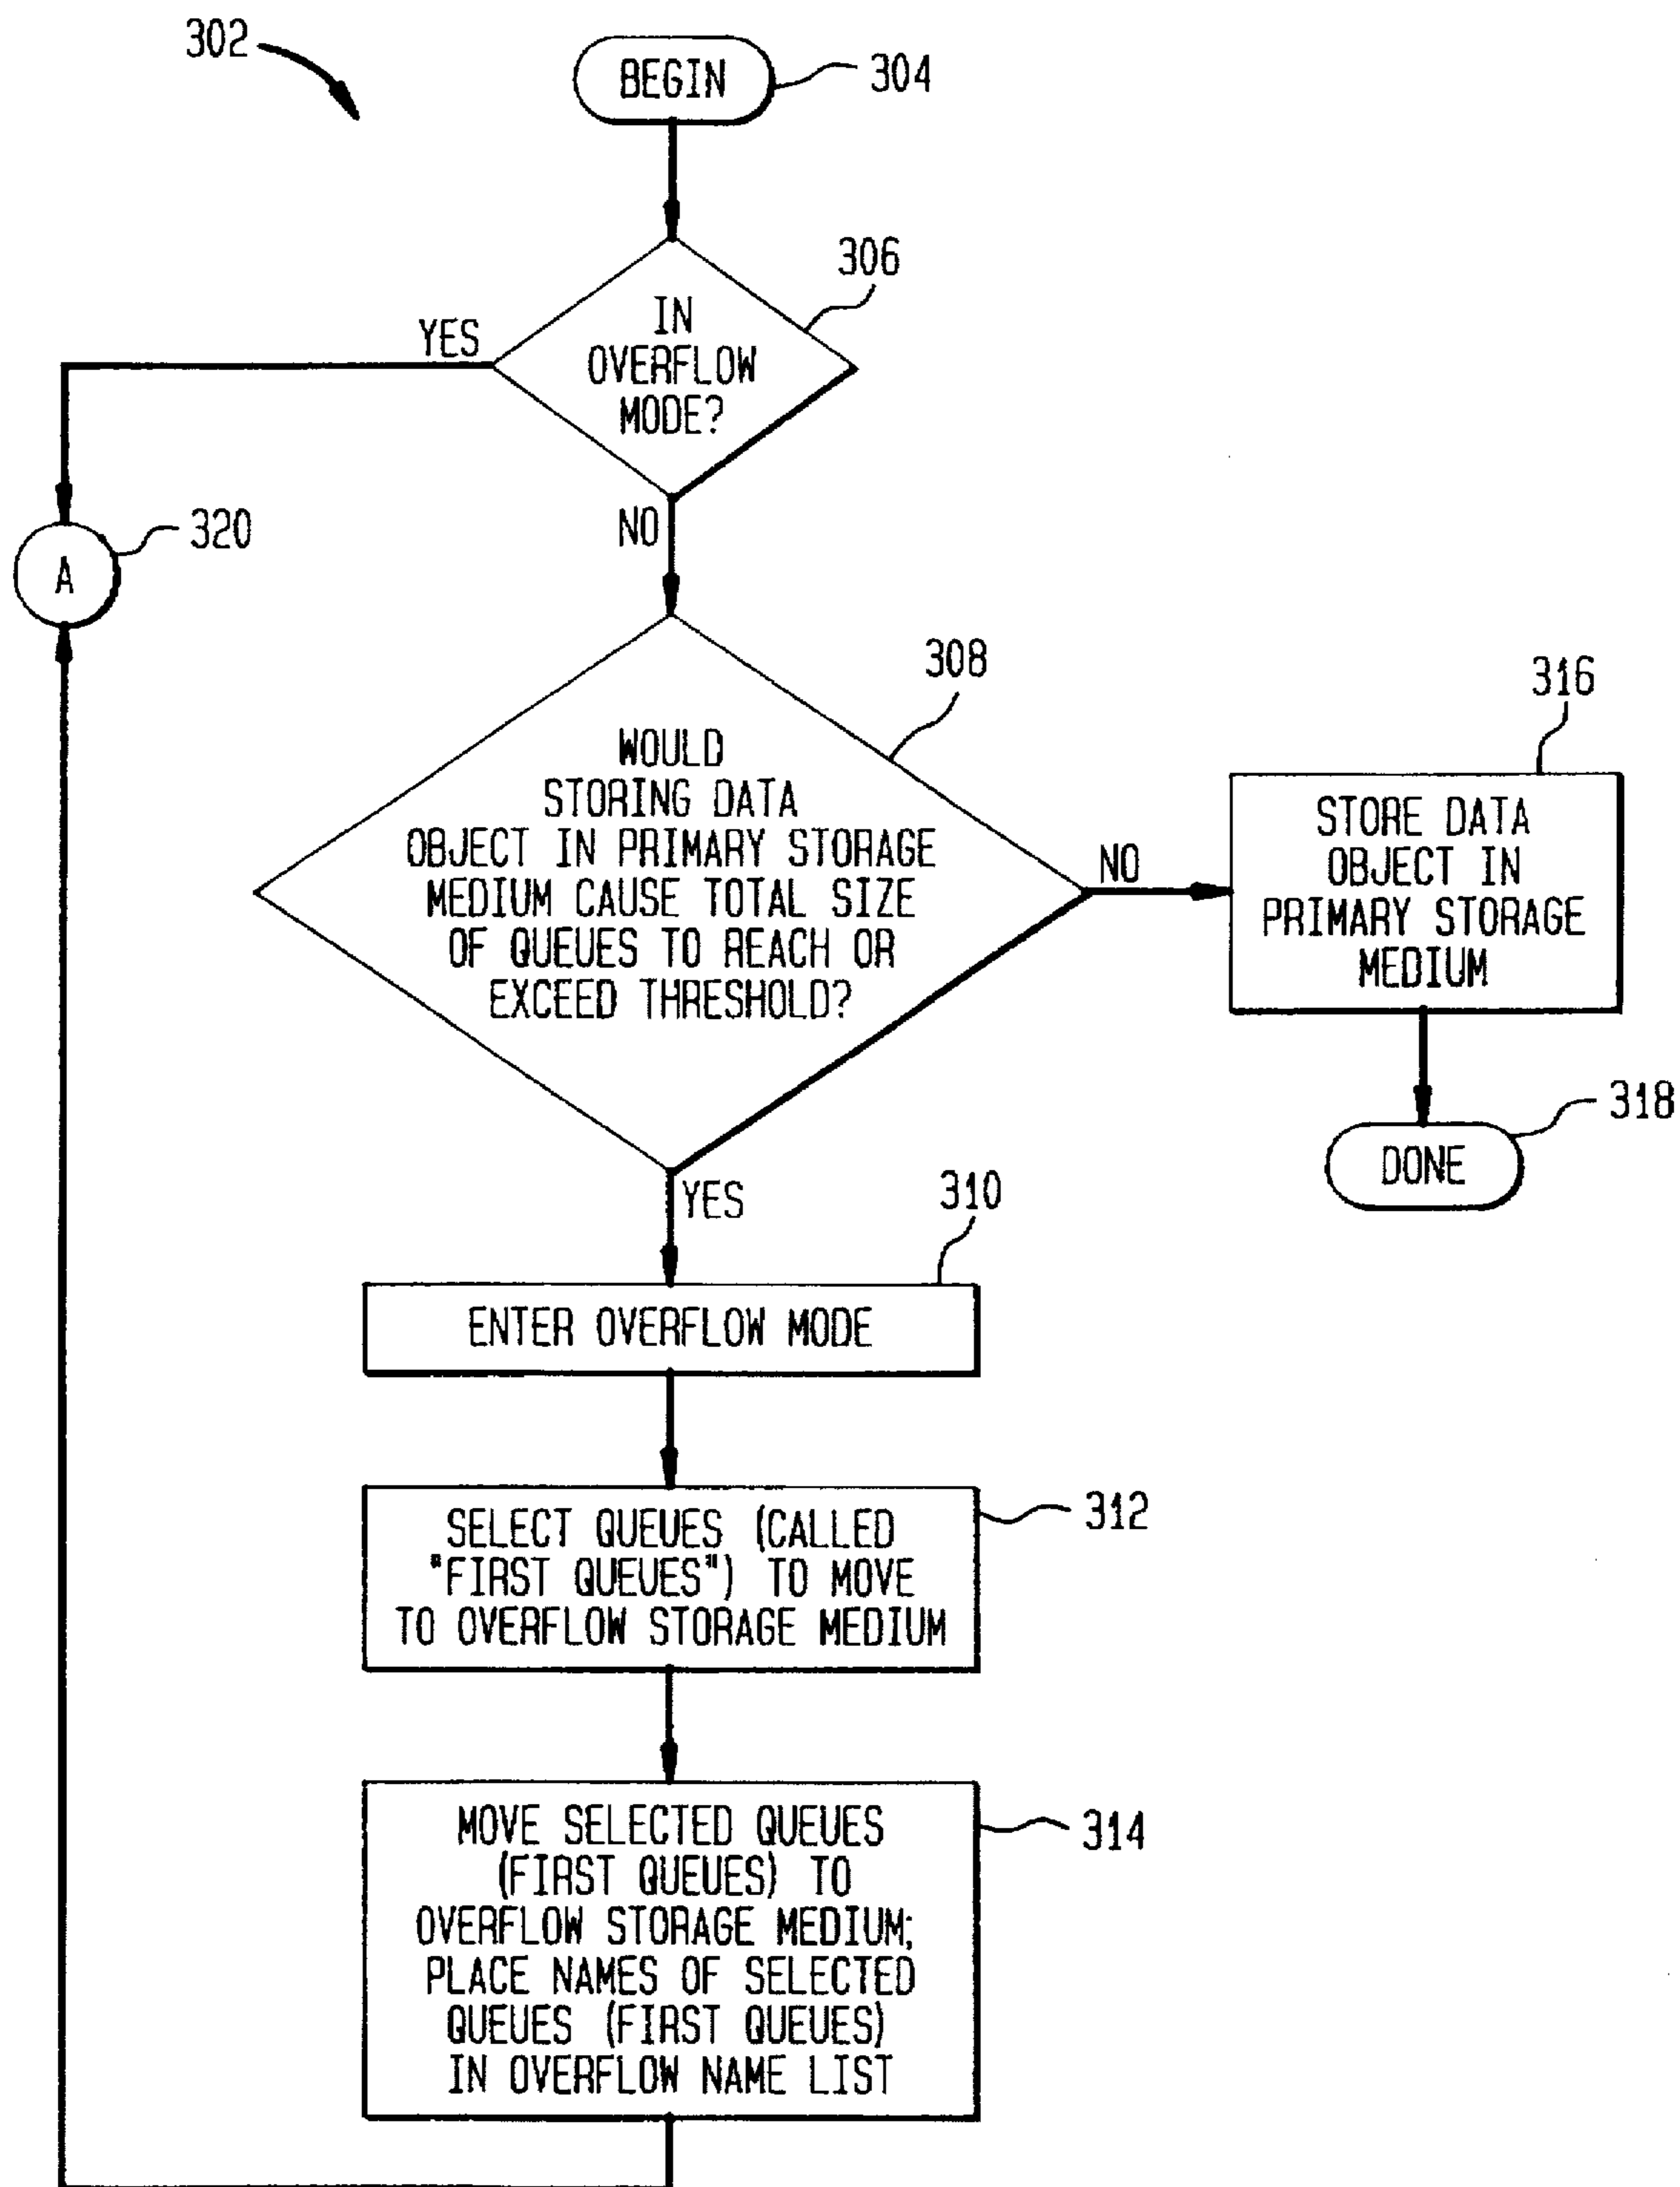 302
BEGIN
304
306
IN
OVERFLOW
MODE?
YES
NO
320
A
308
WOULD
STORING DATA
OBJECT IN PRIMARY STORAGE
MEDIUM CAUSE TOTAL SIZE
OF QUEUES TO REACH OR
EXCEED THRESHOLD?
NO
316
STORE DATA
OBJECT IN
PRIMARY STORAGE
MEDIUM
318
DONE
YES
310
ENTER OVERFLOW MODE
312
SELECT QUEUES (CALLED
"FIRST QUEUES") TO MOVE
TO OVERFLOW STORAGE MEDIUM
314
MOVE SELECTED QUEUES
(FIRST QUEUES) TO
OVERFLOW STORAGE MEDIUM;
PLACE NAMES OF SELECTED
QUEUES (FIRST QUEUES)
IN OVERFLOW NAME LIST